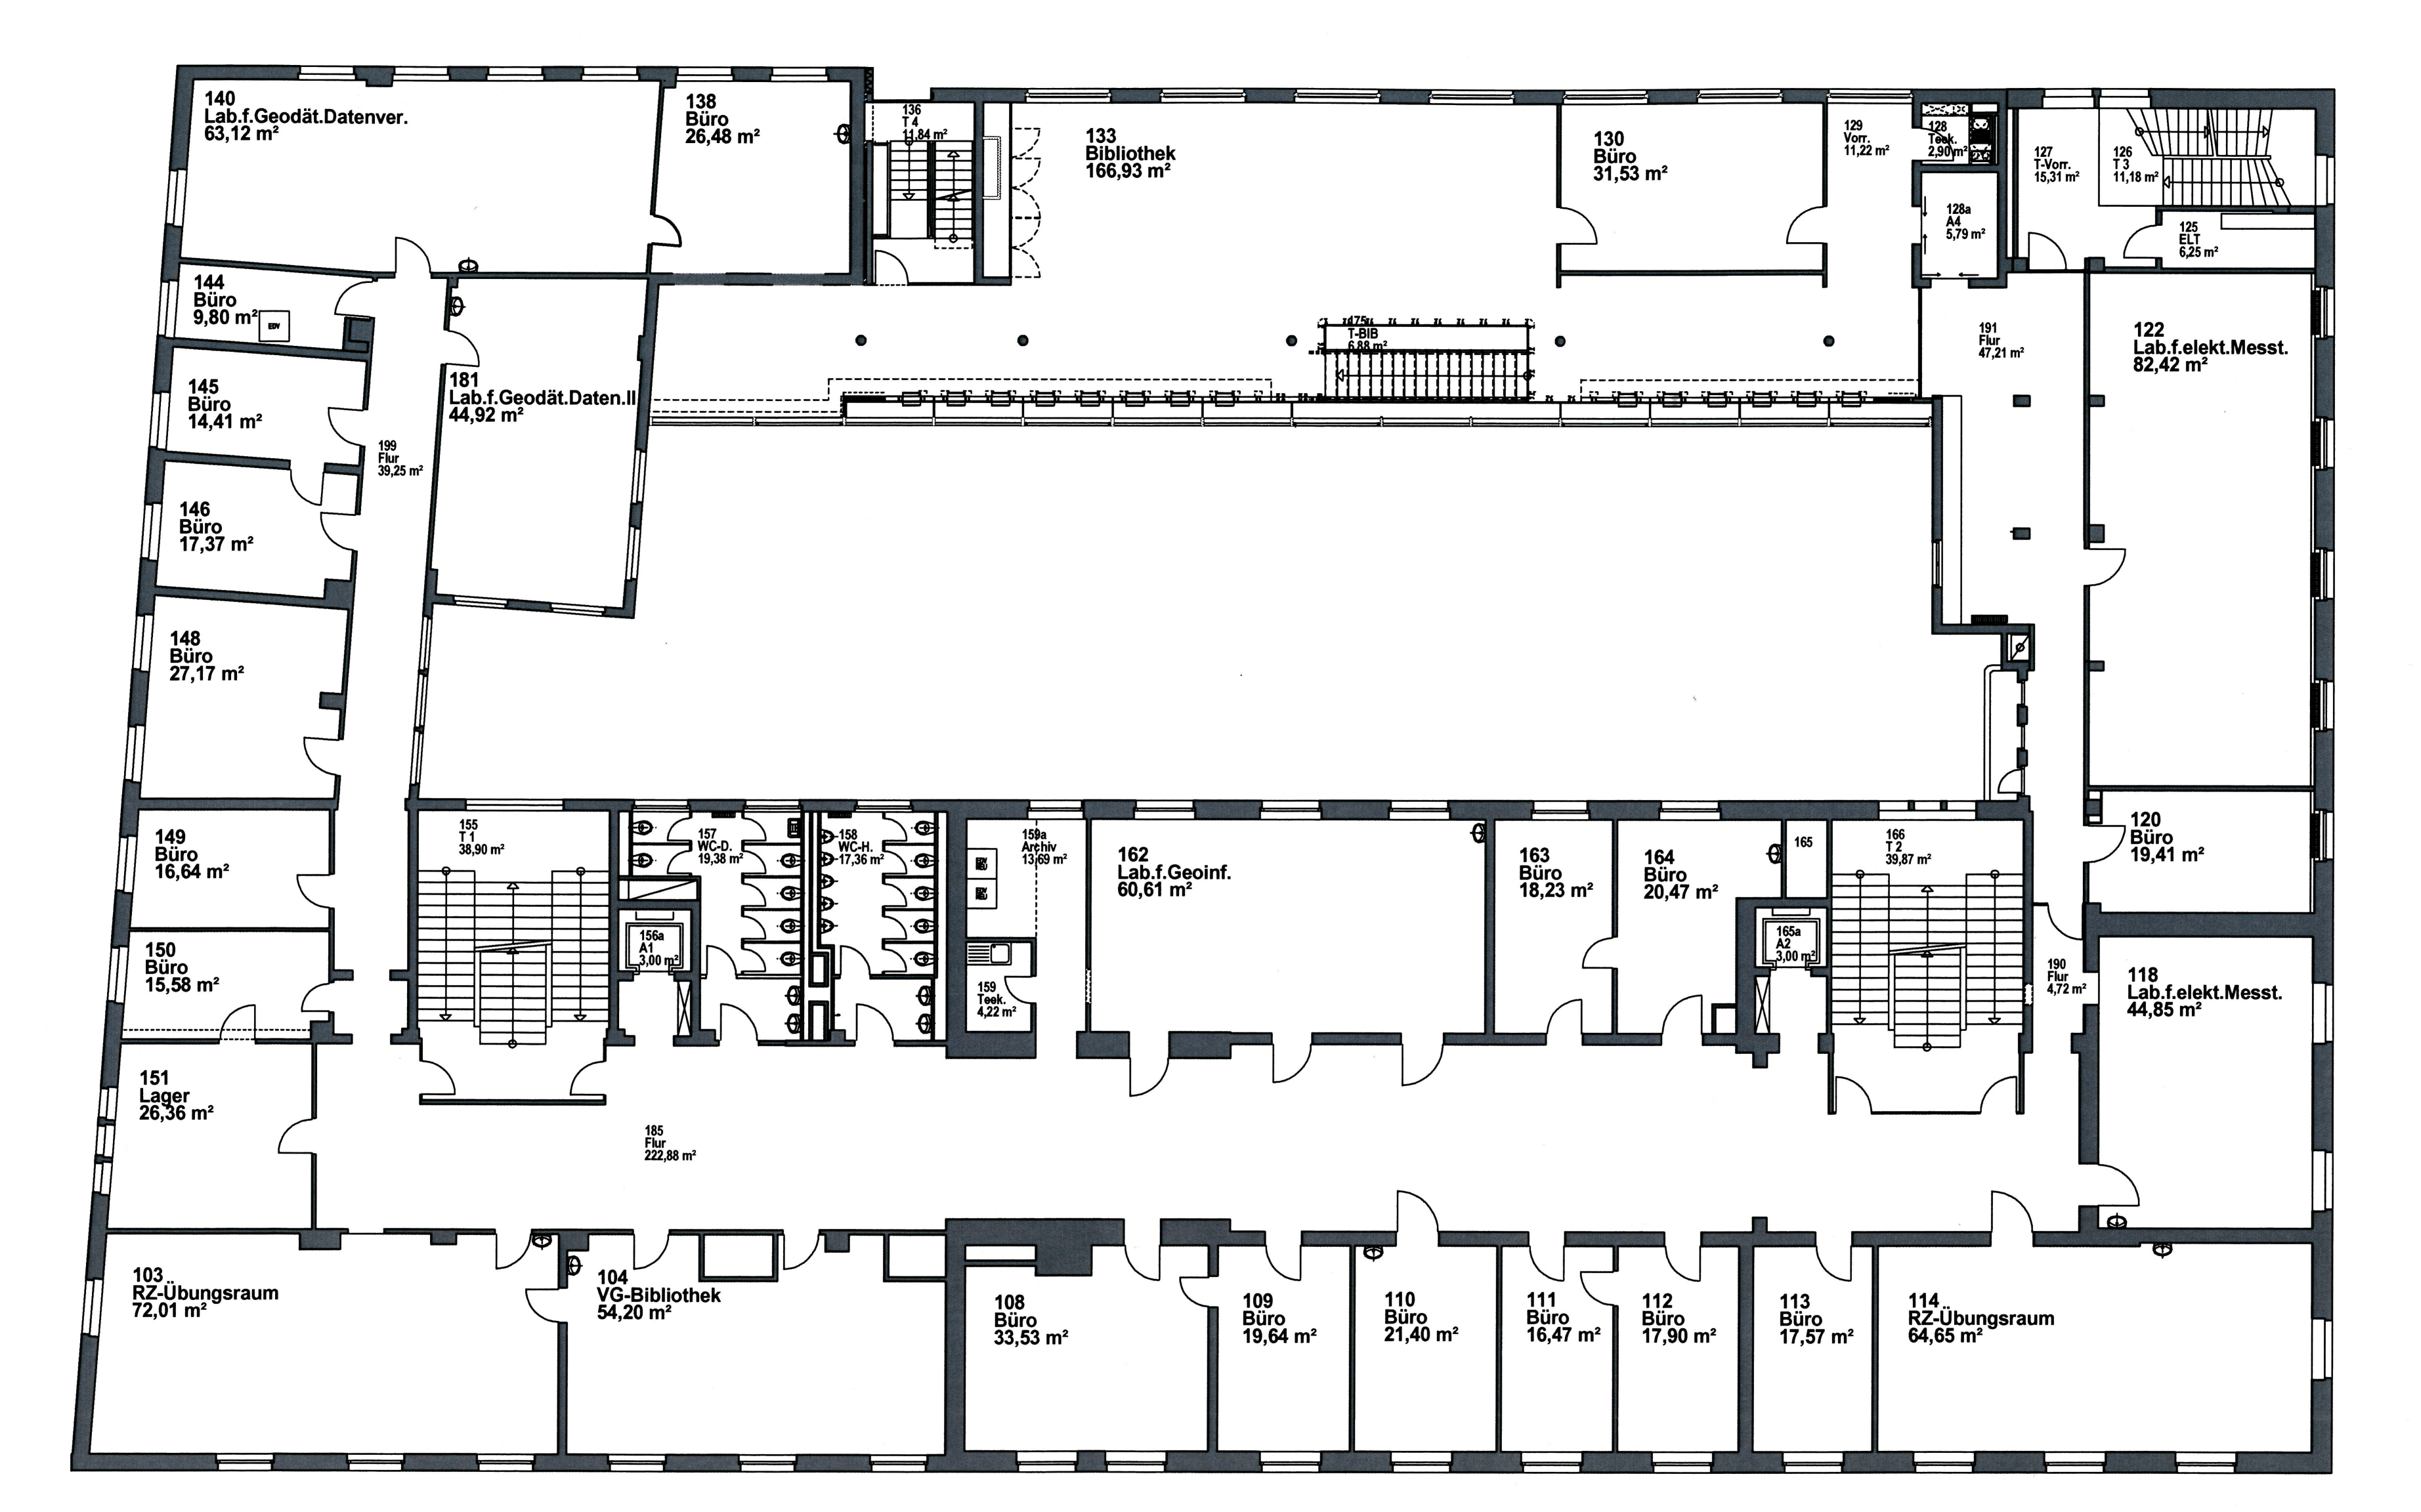 140
Lab.f.Geodät.Datenver.
63,12 m²
138
Büro
26,48 m²
136
T 4
11,84 m²
133
Bibliothek
166,93 m²
130
Büro
31,53 m²
129
Vorr.
11,22 m²
128
Teek.
2,90 m²
127
T-Vorr.
15,31 m²
126
T 3
11,18 m²
128a
A4
5,79 m²
125
ELT
6,25 m²
144
Büro
9,80 m²
EDV
175
T-BIB
6,88 m²
191
Flur
47,21 m²
122
Lab.f.elekt.Messt.
82,42 m²
145
Büro
14,41 m²
181
Lab.f.Geodät.Daten.II
44,92 m²
199
Flur
39,25 m²
146
Büro
17,37 m²
148
Büro
27,17 m²
149
Büro
16,64 m²
155
T 1
38,90 m²
157
WC-D.
19,38 m²
158
WC-H.
17,36 m²
159a
Archiv
13,69 m²
EDV
EDV
162
Lab.f.Geoinf.
60,61 m²
163
Büro
18,23 m²
164
Büro
20,47 m²
165
166
T 2
39,87 m²
120
Büro
19,41 m²
150
Büro
15,58 m²
156a
A1
3,00 m²
159
Teek.
4,22 m²
165a
A2
3,00 m²
190
Flur
4,72 m²
118
Lab.f.elekt.Messt.
44,85 m²
151
Lager
26,36 m²
185
Flur
222,88 m²
103
RZ-Übungsraum
72,01 m²
104
VG-Bibliothek
54,20 m²
108
Büro
33,53 m²
109
Büro
19,64 m²
110
Büro
21,40 m²
111
Büro
16,47 m²
112
Büro
17,90 m²
113
Büro
17,57 m²
114
RZ-Übungsraum
64,65 m²